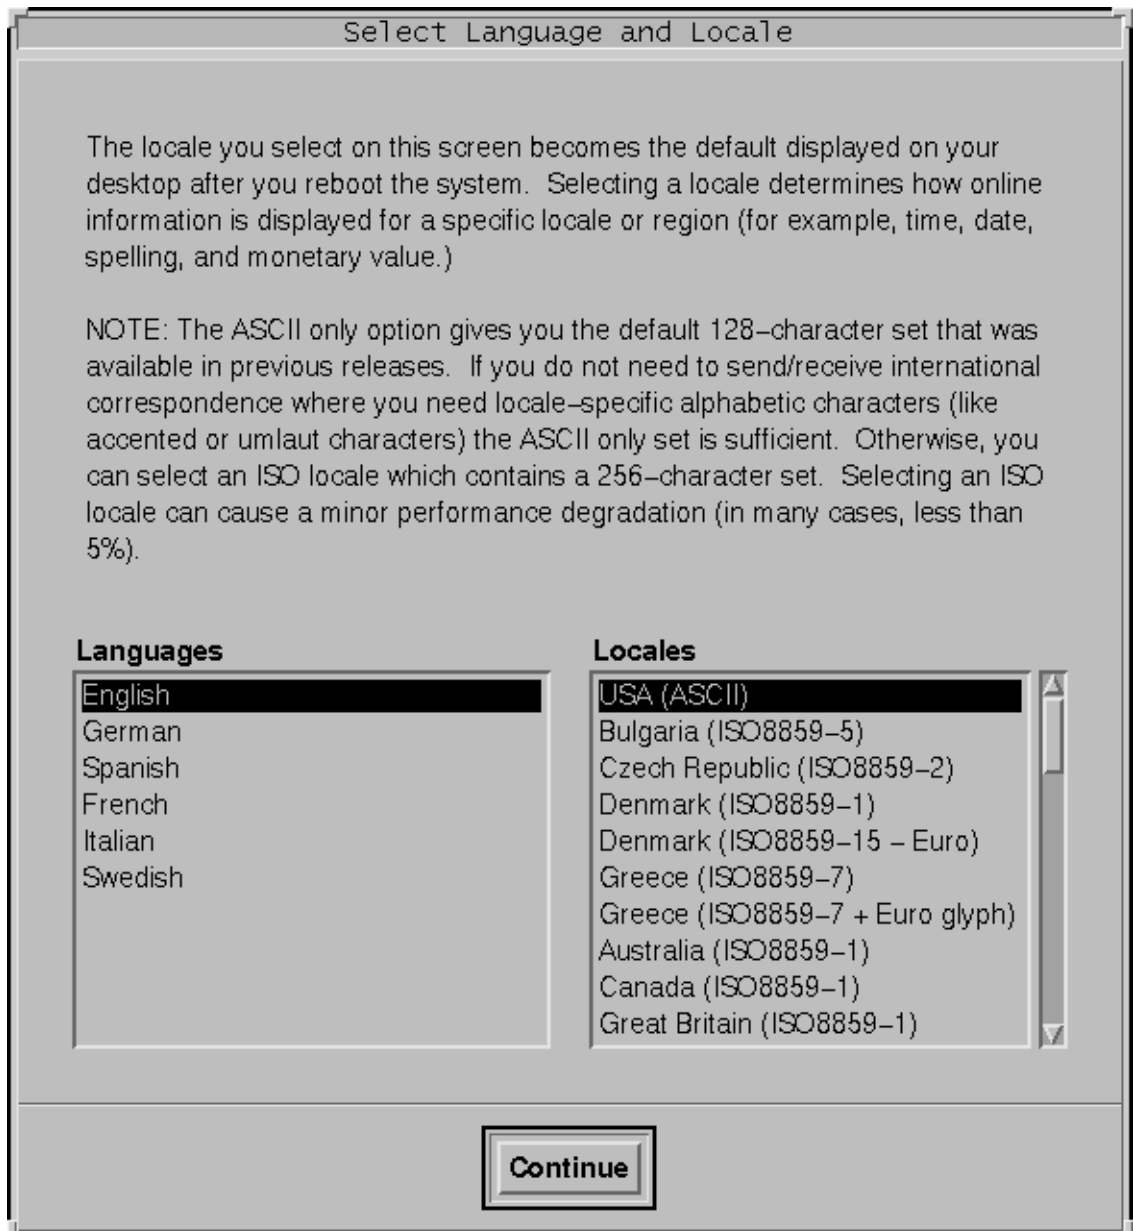 Select Language and Locale
The locale you select on this screen becomes the default displayed on your
desktop after you reboot the system.  Selecting a locale determines how online
information is displayed for a specific locale or region (for example, time, date,
spelling, and monetary value.)
NOTE: The ASCII only option gives you the default 128–character set that was
available in previous releases.  If you do not need to send/receive international
correspondence where you need locale–specific alphabetic characters (like
accented or umlaut characters) the ASCII only set is sufficient.  Otherwise, you
can select an ISO locale which contains a 256–character set.  Selecting an ISO
locale can cause a minor performance degradation (in many cases, less than
5%).
Languages
English
German
Spanish
French
Italian
Swedish
Locales
USA (ASCII)
Bulgaria (ISO8859–5)
Czech Republic (ISO8859–2)
Denmark (ISO8859–1)
Denmark (ISO8859–15 – Euro)
Greece (ISO8859–7)
Greece (ISO8859–7 + Euro glyph)
Australia (ISO8859–1)
Canada (ISO8859–1)
Great Britain (ISO8859–1)
Continue